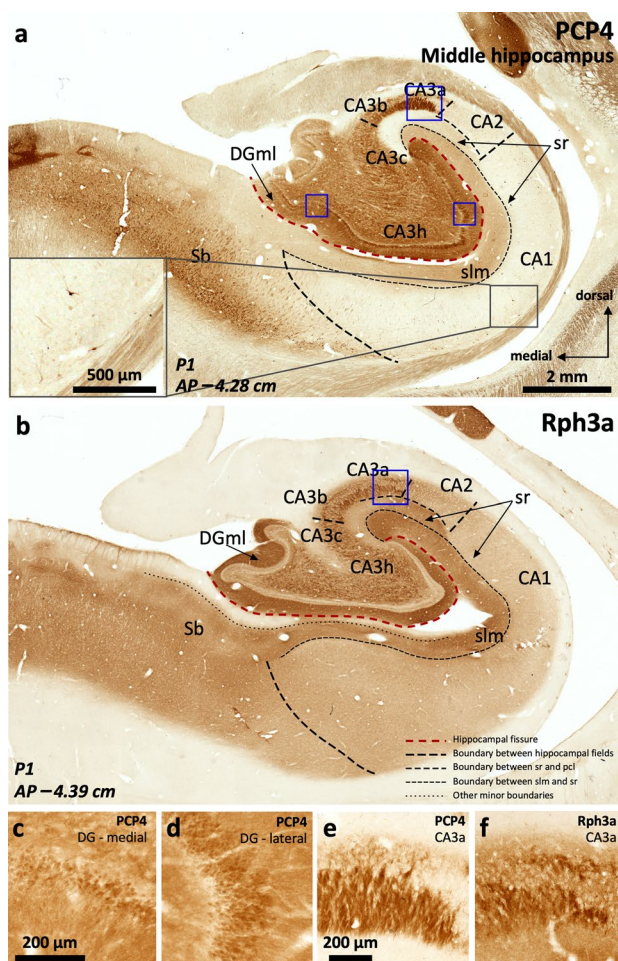 a
PCP4
Middle hippocampus
CA3a
CA3b
CA2
sr
CA3c
DGml
CA3h
Sb
slm
CA1
dorsal
medial
500 μm
P1
AP−4.28 cm
2 mm
b
Rph3a
CA3a
CA3b
CA2
sr
CA3c
DGml
CA3h
CA1
Sb
slm
Hippocampal fissure
Boundary between hippocampal fields
Boundary between sr and pcl
Boundary between slm and sr
Other minor boundaries
P1
AP−4.39 cm
c
PCP4
DG - medial
200 μm
d
PCP4
DG - lateral
e
PCP4
CA3a
200 μm
f
Rph3a
CA3a